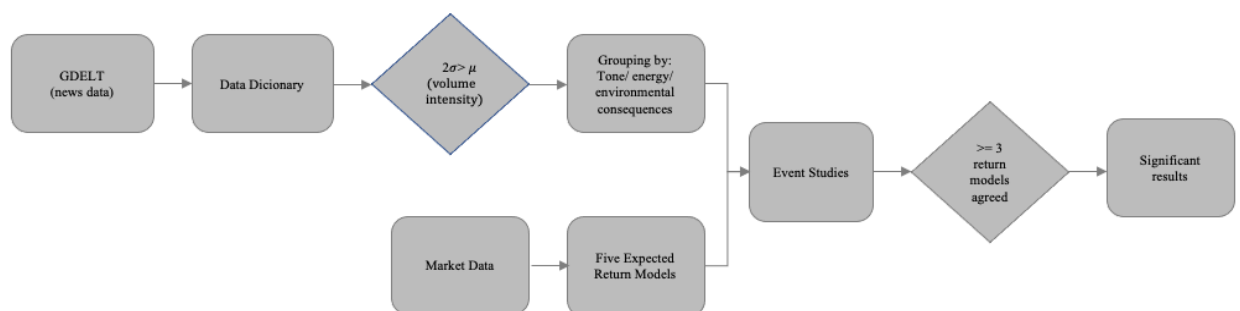 GDELT
(news data)
Data Dicionary
2σ> μ
(volume
intensity)
Grouping by:
Tone/ energy/
environmental
consequences
Market Data
Five Expected
Return Models
Event Studies
>= 3
return
models
agreed
Significant
results